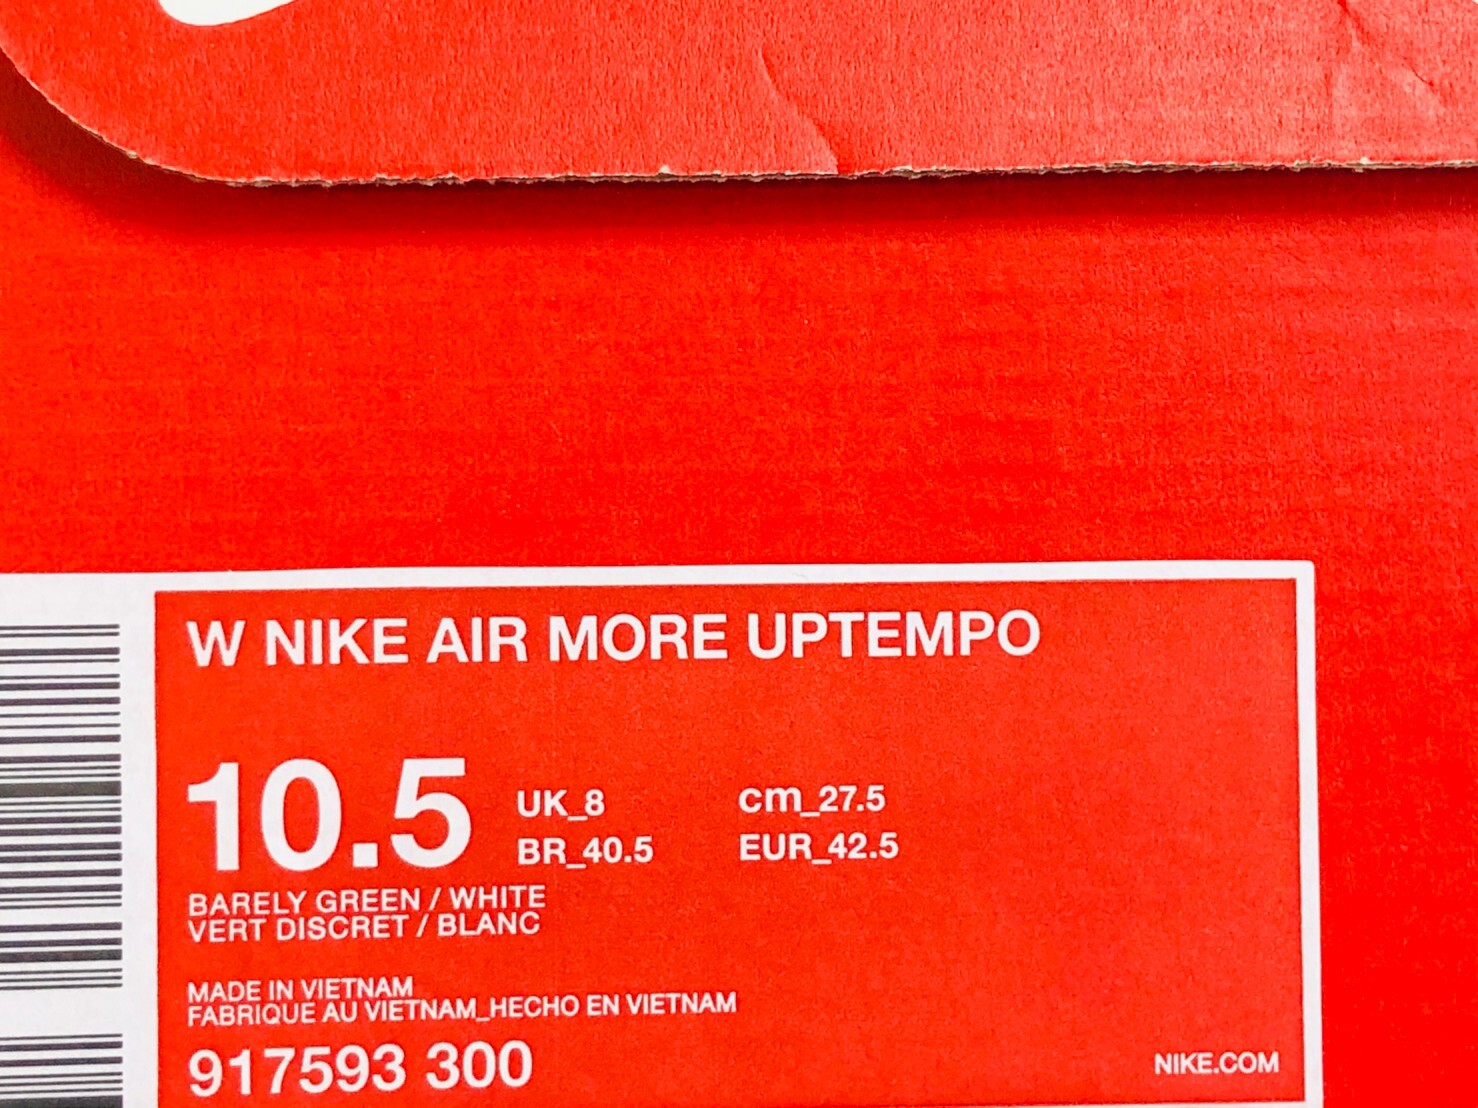 W NIKE AIR MORE UPTEMPO
10.5
UK_8 cm_27.5
BR_40.5 EUR_42.5
BARELY GREEN / WHITE
VERT DISCRET / BLANC
MADE IN VIETNAM
FABRIQUE AU VIETNAM_HECHO EN VIETNAM
917593 300
NIKE.COM